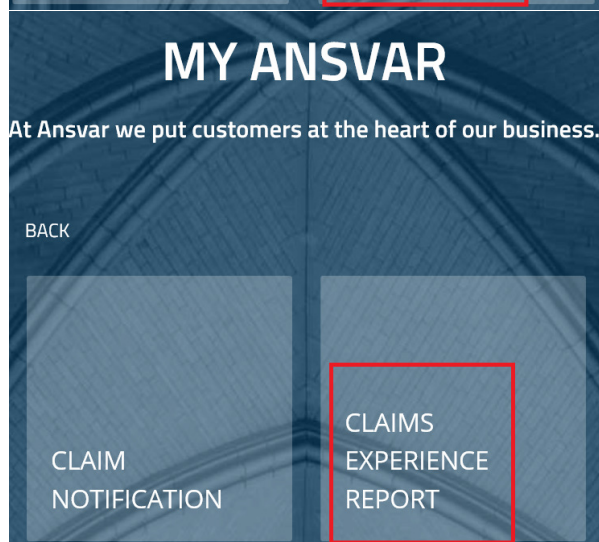 MY ANSVAR
At Ansvar we put customers at the heart of our business.
BACK
CLAIM
NOTIFICATION
CLAIMS
EXPERIENCE
REPORT